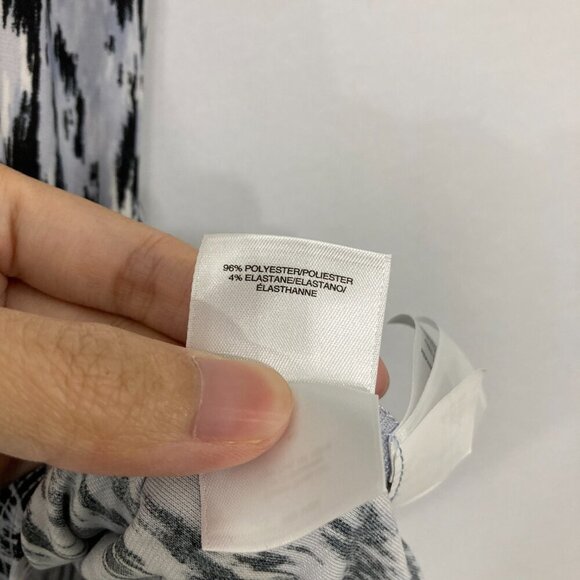 96% POLYESTER/POLIESTER
4% ELASTANE/ELASTANO/
ÉLASTHANNE